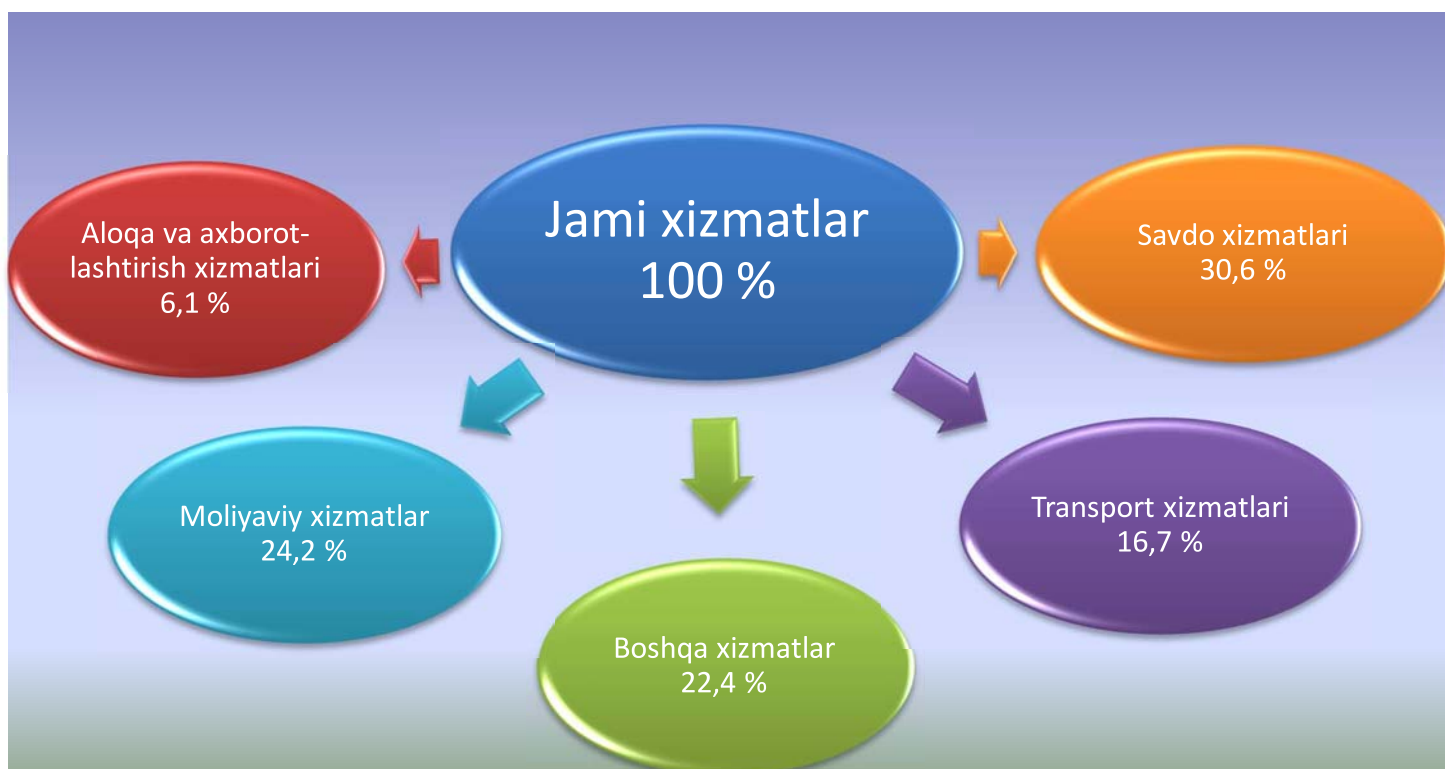 Jami xizmatlar
100 %
Aloqa va axborot-
lashtirish xizmatlari
6,1 %
Savdo xizmatlari
30,6 %
Moliyaviy xizmatlar
24,2 %
Transport xizmatlari
16,7 %
Boshqa xizmatlar
22,4 %